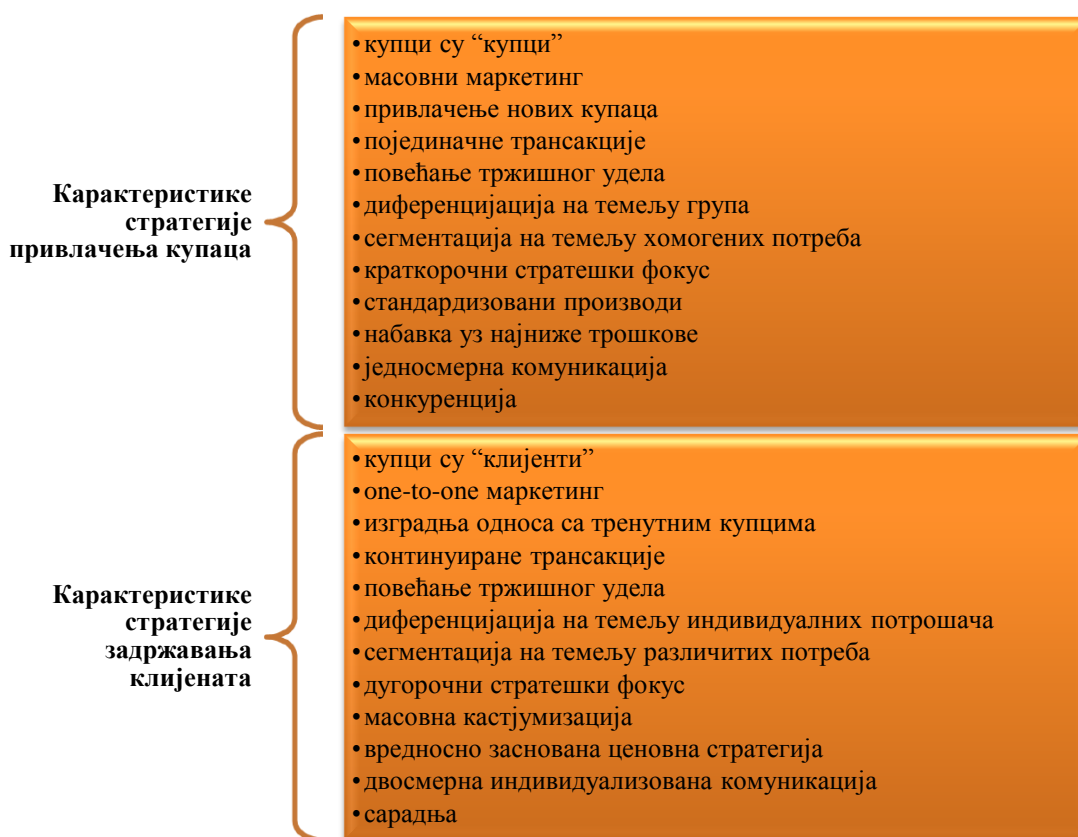 Карактеристике
стратегије
привлачења купаца
•купци су “купци”
•масовни маркетинг
•привлачење нових купаца
•појединачне трансакције
•повећање тржишног удела
•диференцијација на темељу група
•сегментација на темељу хомогених потреба
•краткорочни стратешки фокус
•стандардизовани производи
•набавка уз најниже трошкове
•једносмерна комуникација
•конкуренција
Карактеристике
стратегије
задржавања
клијената
•купци су “клијенти”
•one-to-one маркетинг
•изградња односа са тренутним купцима
•континуиране трансакције
•повећање тржишног удела
•диференцијација на темељу индивидуалних потрошача
•сегментација на темељу различитих потреба
•дугорочни стратешки фокус
•масовна кастјумизација
•вредносно заснована ценовна стратегија
•двосмерна индивидуализована комуникација
•сарадња